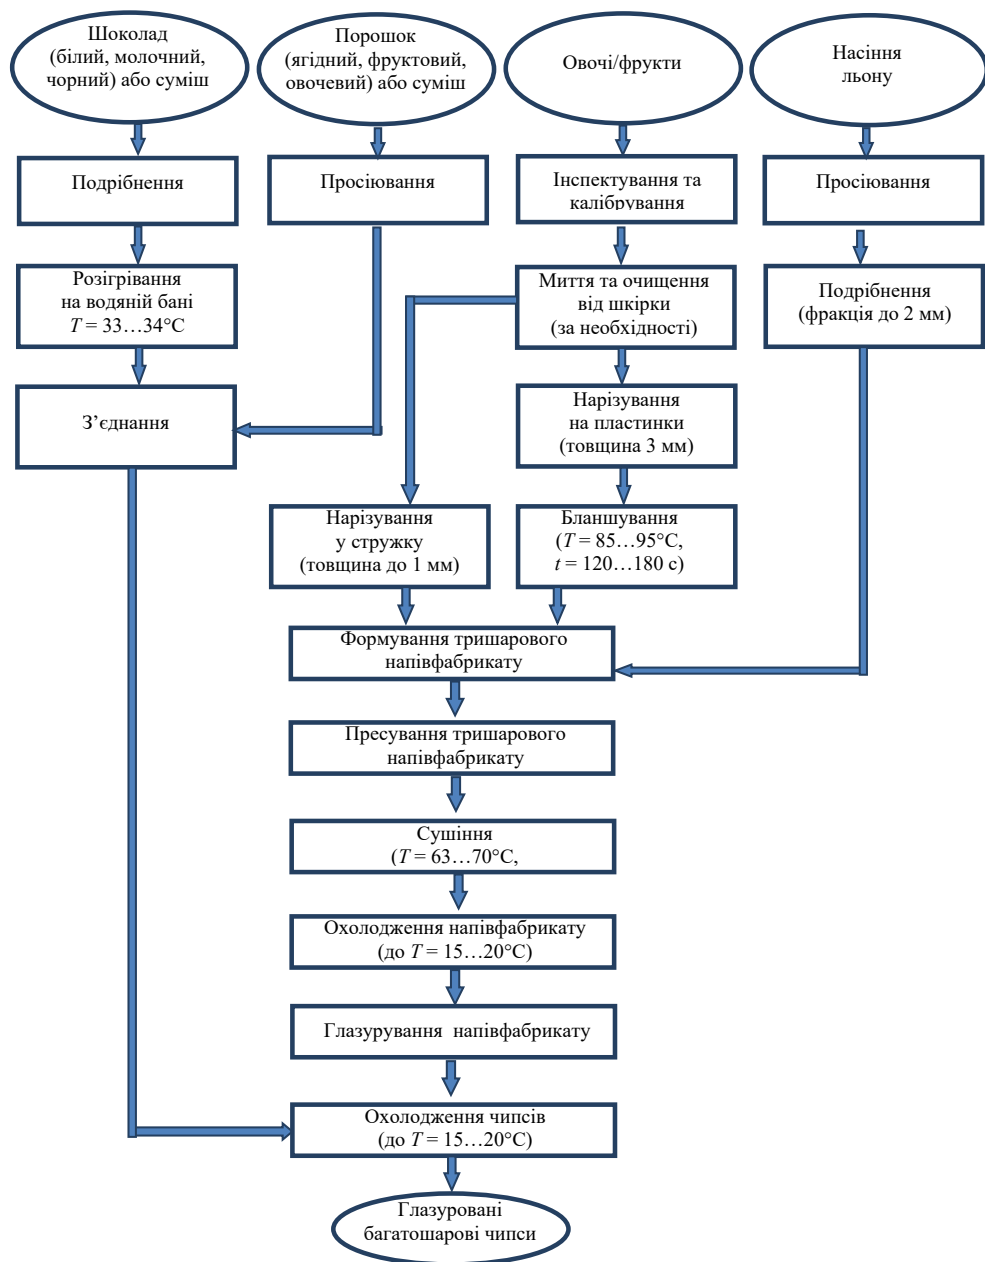 Шоколад
(білий, молочний,
чорний) або суміш
Порошок
(ягідний, фруктовий,
овочевий) або суміш
Овочі/фрукти
Насіння
льону
Подрібнення
Просіювання
Інспектування та
калібрування
Просіювання
Розігрівання
на водяній бані
T = 33…34°C
Миття та очищення
від шкірки
(за необхідності)
Подрібнення
(фракція до 2 мм)
З’єднання
Нарізування
на пластинки
(товщина 3 мм)
Нарізування
у стружку
(товщина до 1 мм)
Бланшування
(T = 85…95°C,
t = 120…180 с)
Формування тришарового
напівфабрикату
Пресування тришарового
напівфабрикату
Сушіння
(T = 63…70°C,
Охолодження напівфабрикату
(до T = 15…20°C)
Глазурування напівфабрикату
Охолодження чипсів
(до T = 15…20°C)
Глазуровані
багатошарові чипси